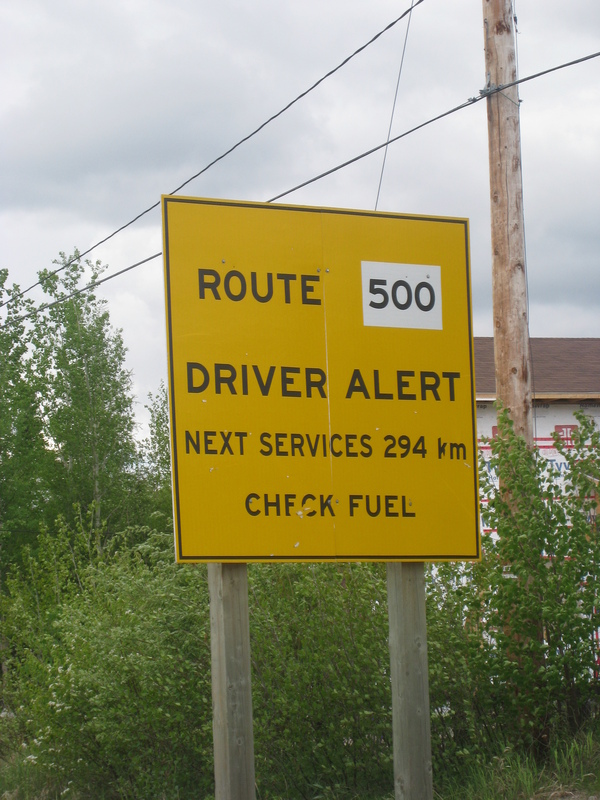 ROUTE 500
DRIVER ALERT
NEXT SERVICES 294 km
CHECK FUEL